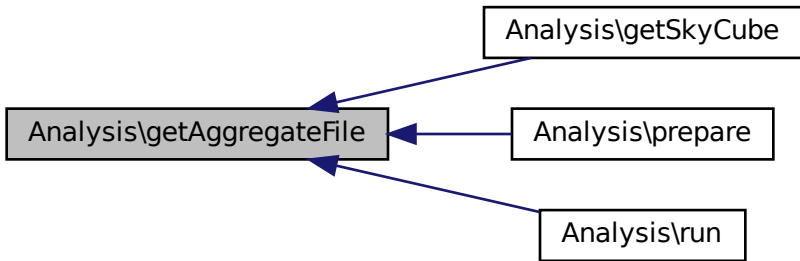 Analysis\getSkyCube
Analysis\getAggregateFile
Analysis\prepare
Analysis\run